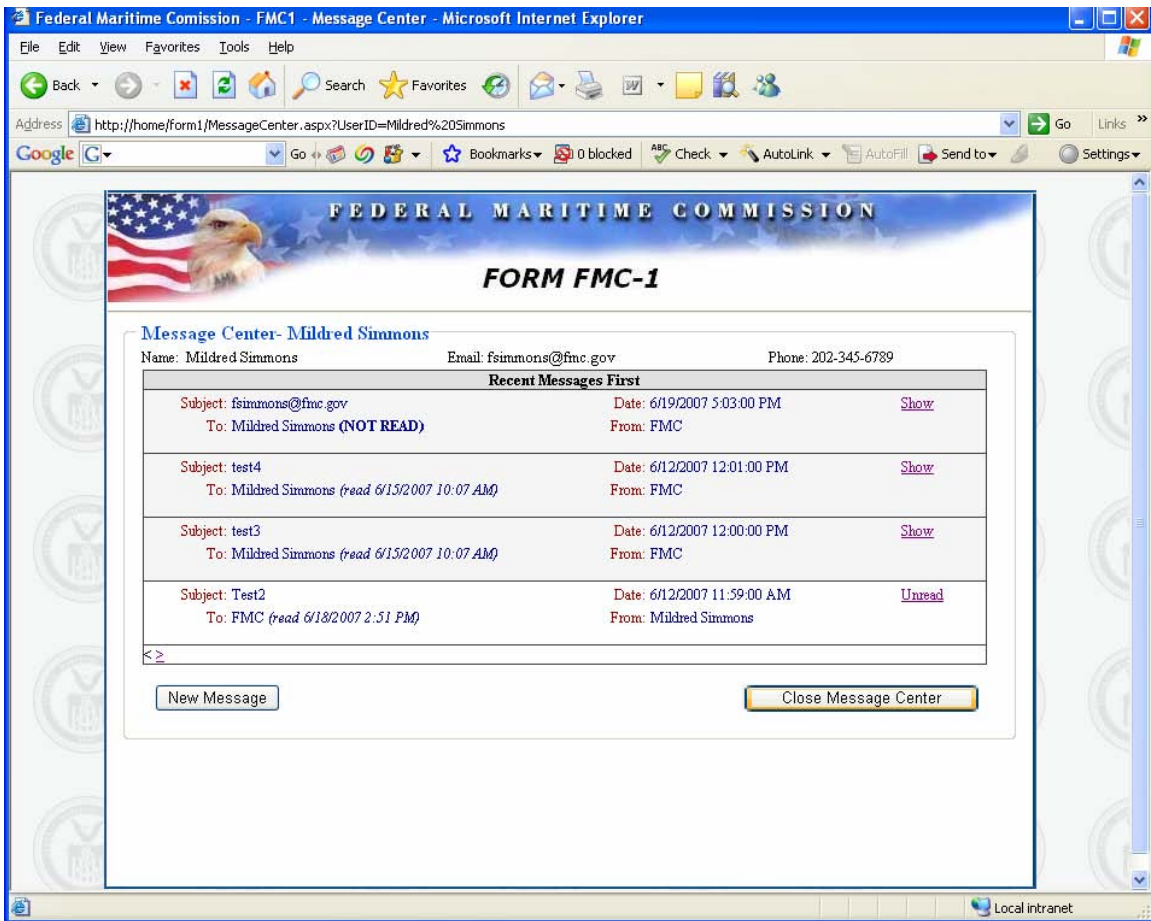 Federal Maritime Comission - FMC1 - Message Center - Microsoft Internet Explorer
File Edit View Favorites Tools Help
Back Search Favorites W
Address http://home/form1/MessageCenter.aspx?UserID=Mildred%20Simmons Go Links »
Google G Go Bookmarks 0 blocked ABC Check AutoLink AutoFill Send to Settings
FEDERAL MARITIME COMMISSION
FORM FMC-1
Message Center- Mildred Simmons
Name: Mildred Simmons Email: fsimmons@fmc.gov Phone: 202-345-6789
Recent Messages First
Subject: fsimmons@fmc.gov Date: 6/19/2007 5:03:00 PM Show
To: Mildred Simmons (NOT READ) From: FMC
Subject: test4 Date: 6/12/2007 12:01:00 PM Show
To: Mildred Simmons (read 6/15/2007 10:07 AM) From: FMC
Subject: test3 Date: 6/12/2007 12:00:00 PM Show
To: Mildred Simmons (read 6/15/2007 10:07 AM) From: FMC
Subject: Test2 Date: 6/12/2007 11:59:00 AM Unread
To: FMC (read 6/18/2007 2:51 PM) From: Mildred Simmons
< >
New Message Close Message Center
Local intranet